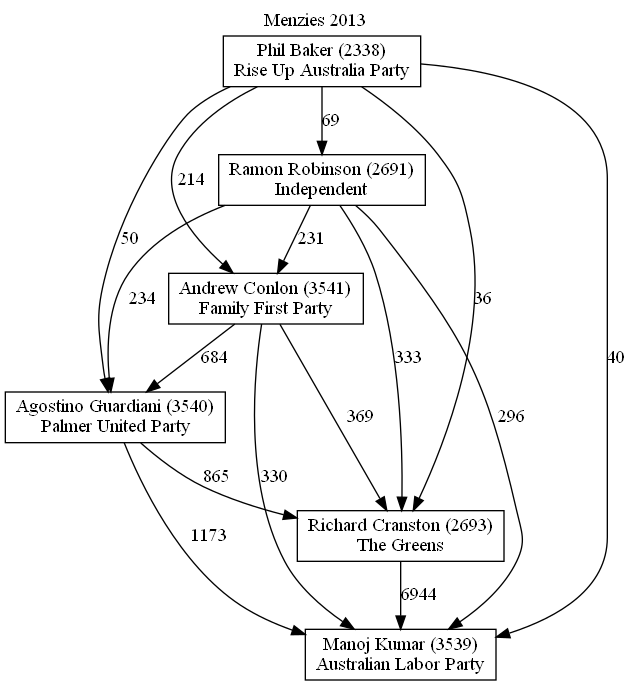 Menzies 2013
Phil Baker (2338)
Rise Up Australia Party
69
Ramon Robinson (2691)
Independent
214
50
234
231
36
Andrew Conlon (3541)
Family First Party
684
333
40
369
296
Agostino Guardiani (3540)
Palmer United Party
865
330
1173
Richard Cranston (2693)
The Greens
6944
Manoj Kumar (3539)
Australian Labor Party